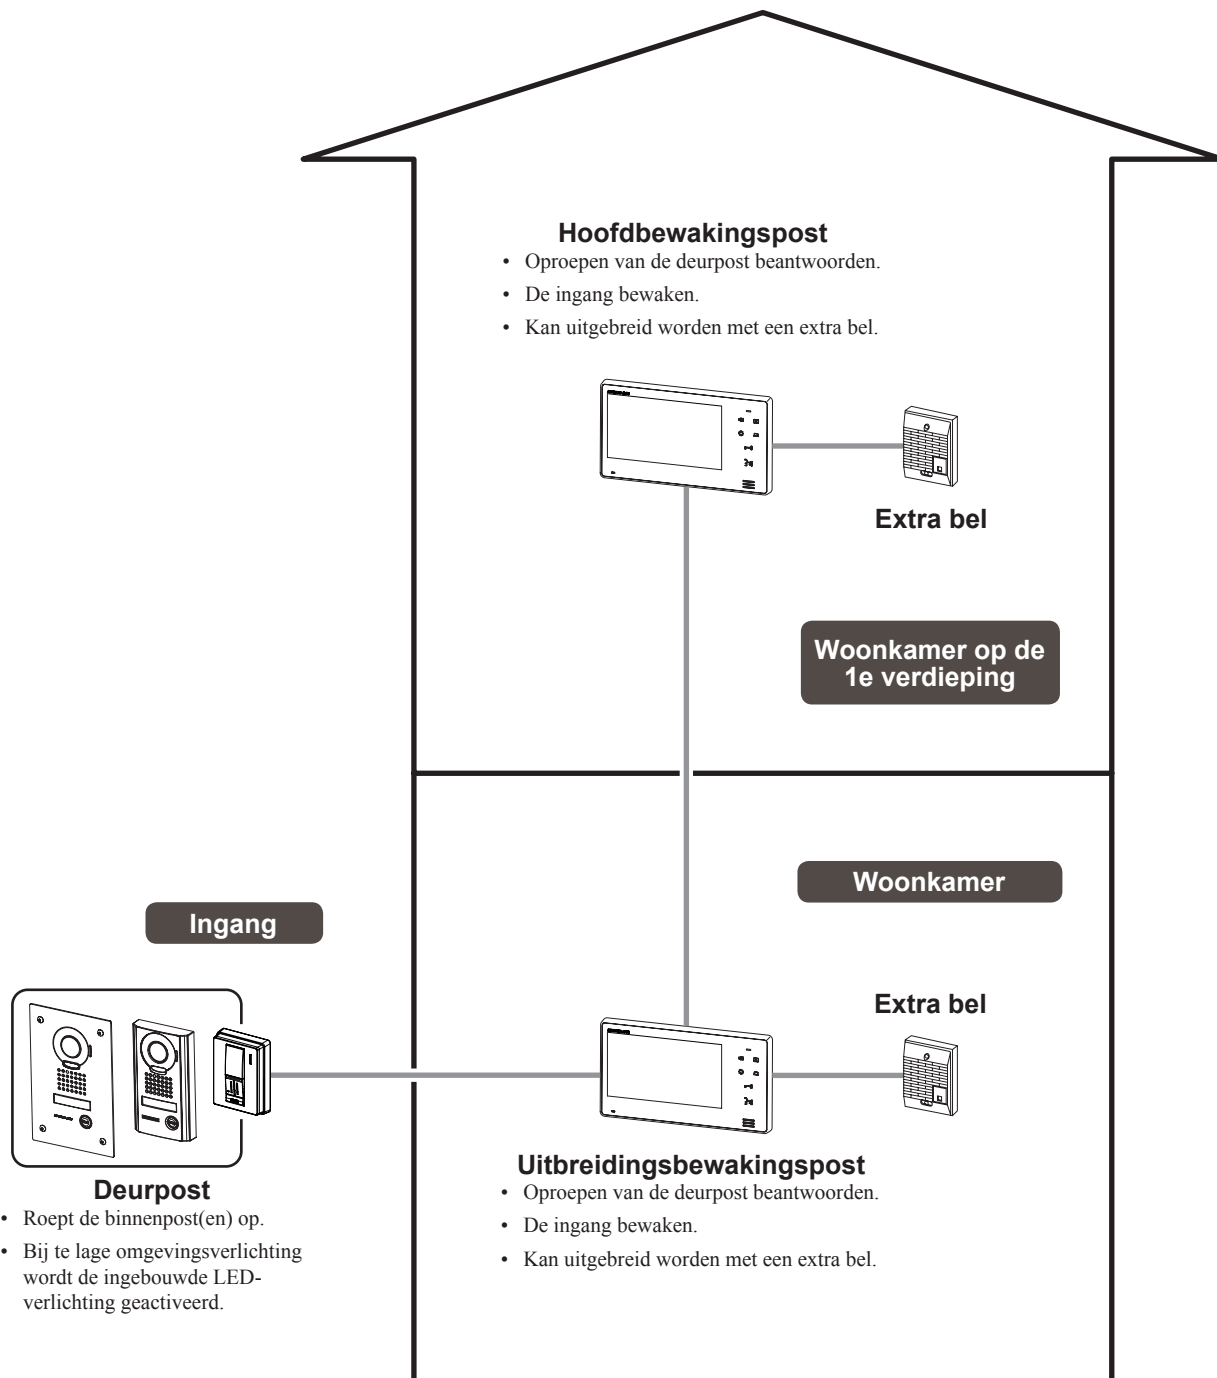 Hoofdbewakingspost
• Oproepen van de deurpost beantwoorden.
• De ingang bewaken.
• Kan uitgebreid worden met een extra bel.
Extra bel
Woonkamer op de
1e verdieping
Woonkamer
Ingang
Extra bel
Deurpost
• Roept de binnenpost(en) op.
• Bij te lage omgevingsverlichting
wordt de ingebouwde LED-
verlichting geactiveerd.
Uitbreidingsbewakingspost
• Oproepen van de deurpost beantwoorden.
• De ingang bewaken.
• Kan uitgebreid worden met een extra bel.